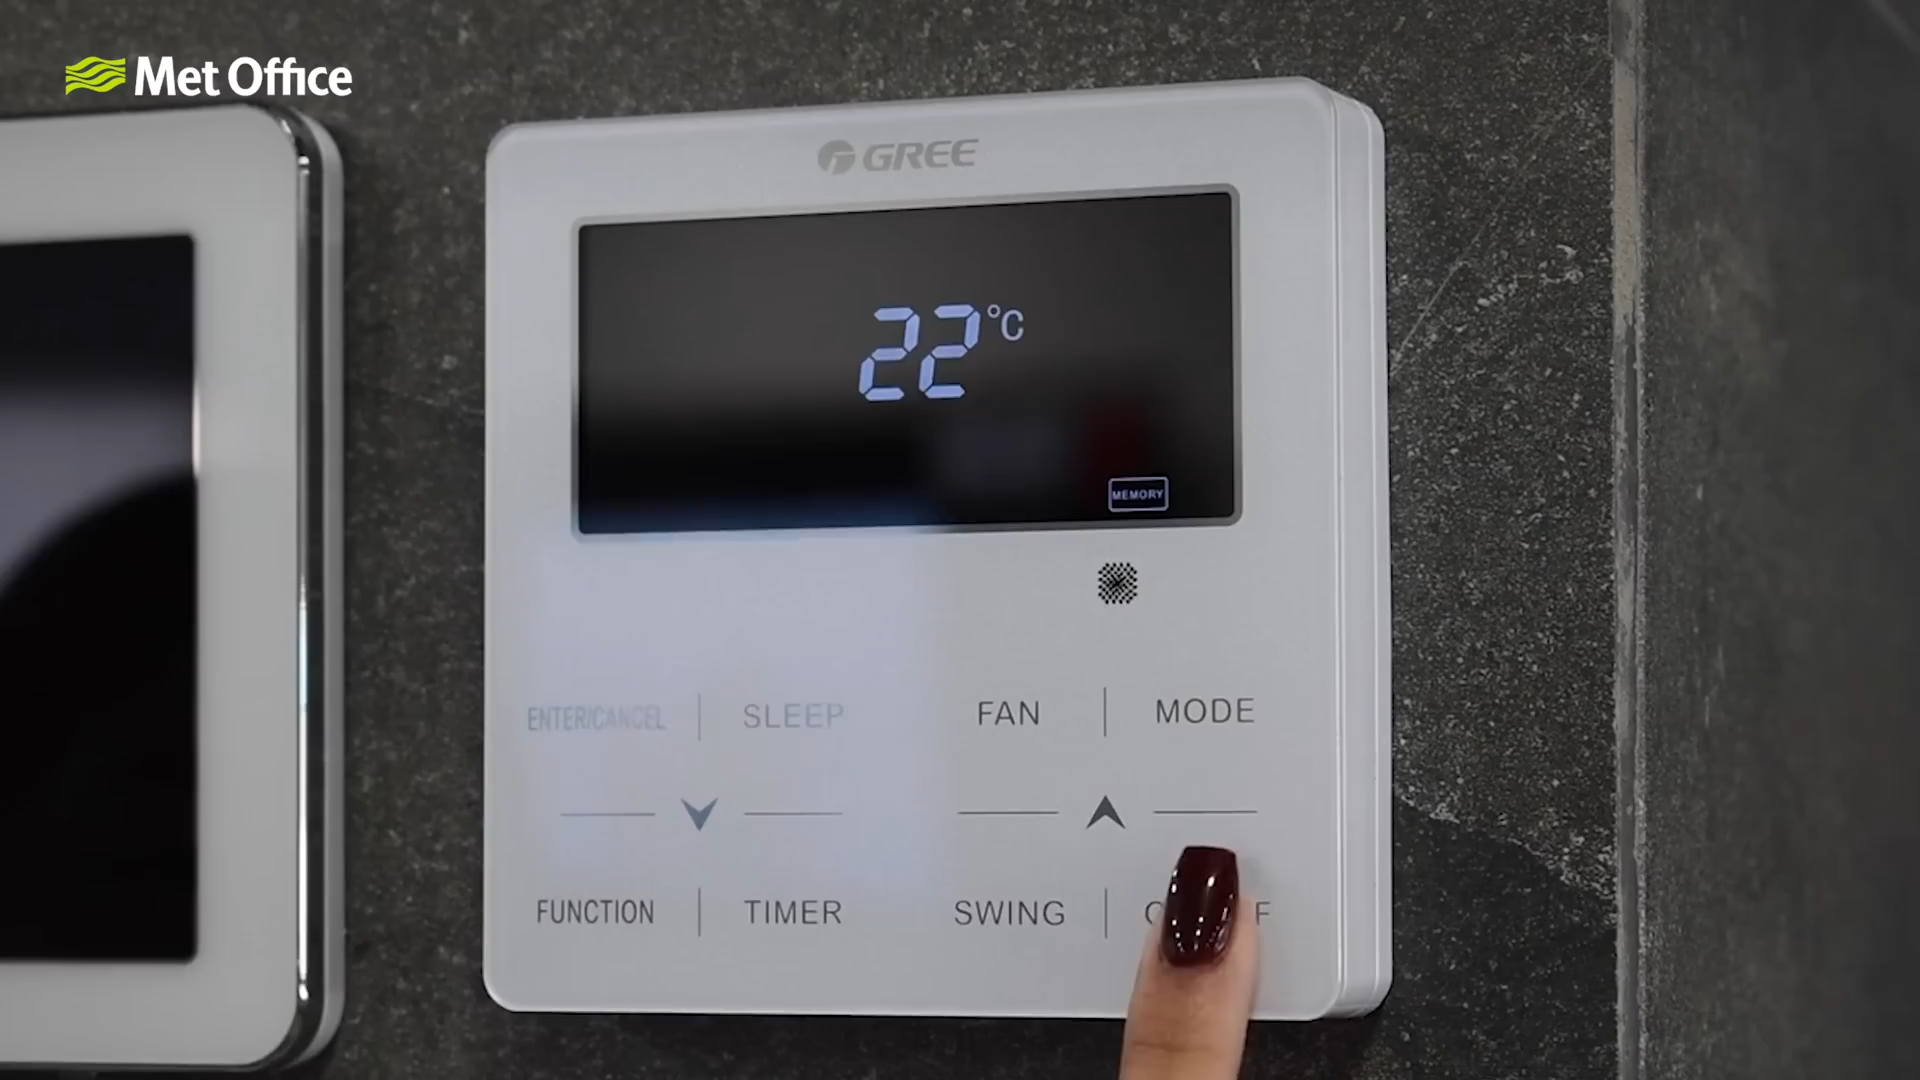 Met Office
GREE
22°C
MEMORY
ENTER/CANCEL SLEEP FAN MODE
FUNCTION TIMER SWING